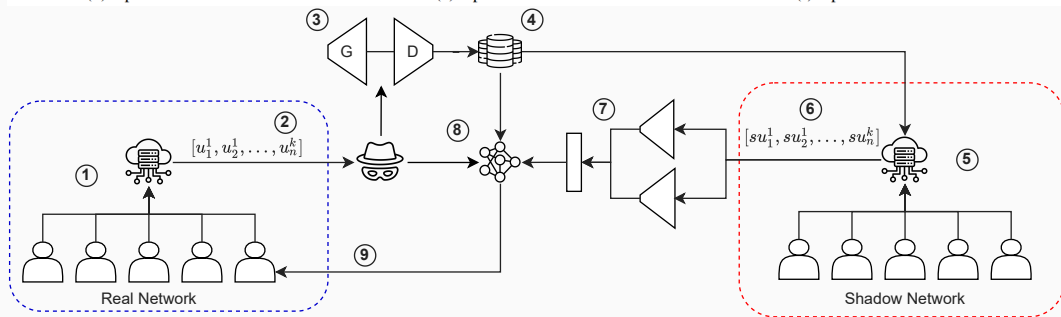 3
4
G
D
2
[u_1^1, u_2^1, ..., u_n^k]
1
8
7
6
[su_1^1, su_2^1, ..., su_n^k]
5
9
Real Network
Shadow Network